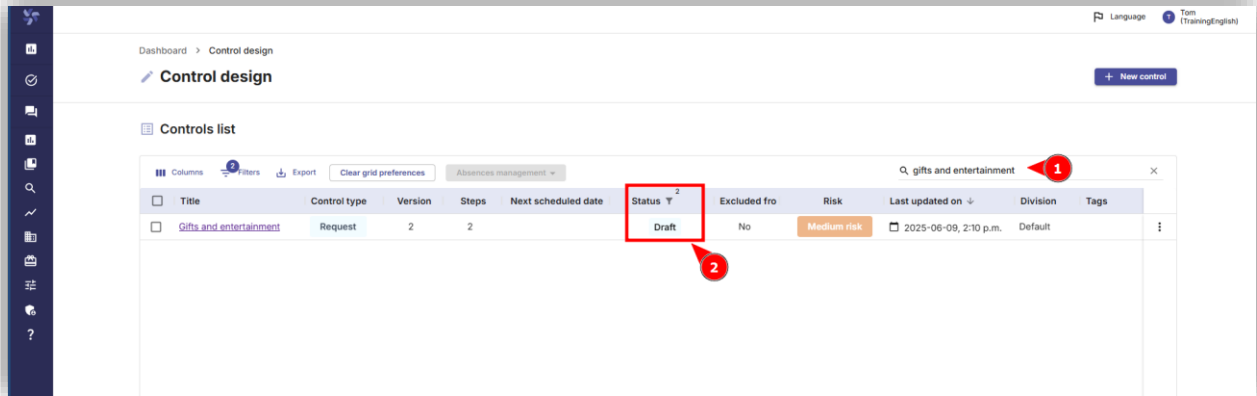 Language
T
Tom
(TrainingEnglish)
Dashboard > Control design
Control design
+ New control
Controls list
Columns
2
Filters
Export
Clear grid preferences
Absences management
gifts and entertainment
1
Title Control type Version Steps Next scheduled date Status 2 Excluded fro Risk Last updated on ↓ Division Tags
Gifts and entertainment Request 2 2 Draft No Medium risk 2025-06-09, 2:10 p.m. Default
2
?